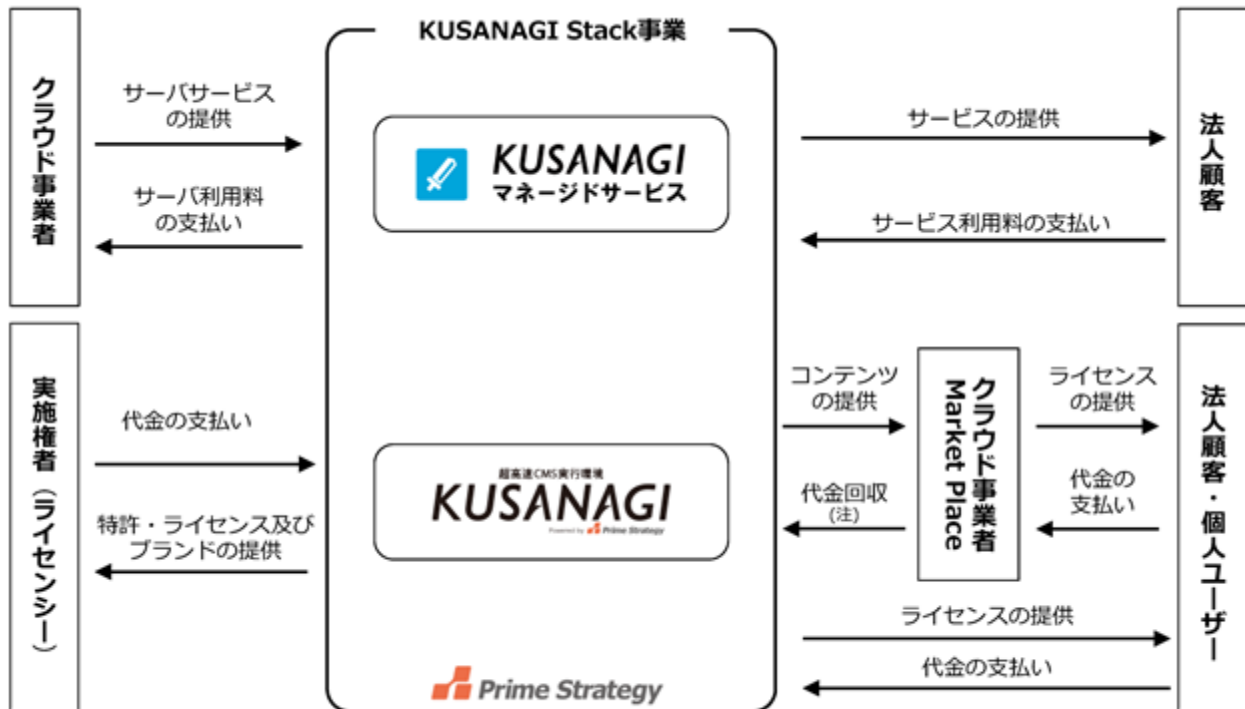 KUSANAGI Stack事業
クラウド事業者
サーバサービス
の提供
サーバ利用料
の支払い
KUSANAGI
マネージドサービス
サービスの提供
サービス利用料の支払い
法人顧客
実施権者（ライセンシー）
代金の支払い
特許・ライセンス及び
ブランドの提供
超高速CMS実行環境
KUSANAGI
Powered by Prime Strategy
コンテンツ
の提供
代金回収
(注)
クラウド事業者
Market Place
ライセンス
の提供
代金の
支払い
ライセンスの提供
代金の支払い
法人顧客・個人ユーザー
Prime Strategy